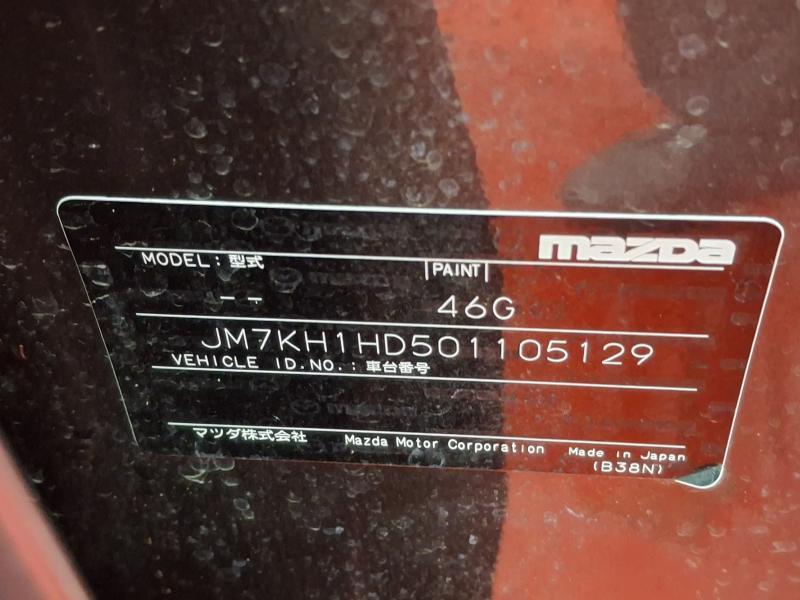 mazda
MODEL：型式
PAINT
-- 46G
JM7KH1HD501105129
VEHICLE ID.NO.：車台番号
マツダ株式会社 Mazda Motor Corporation Made in Japan
(B38N)